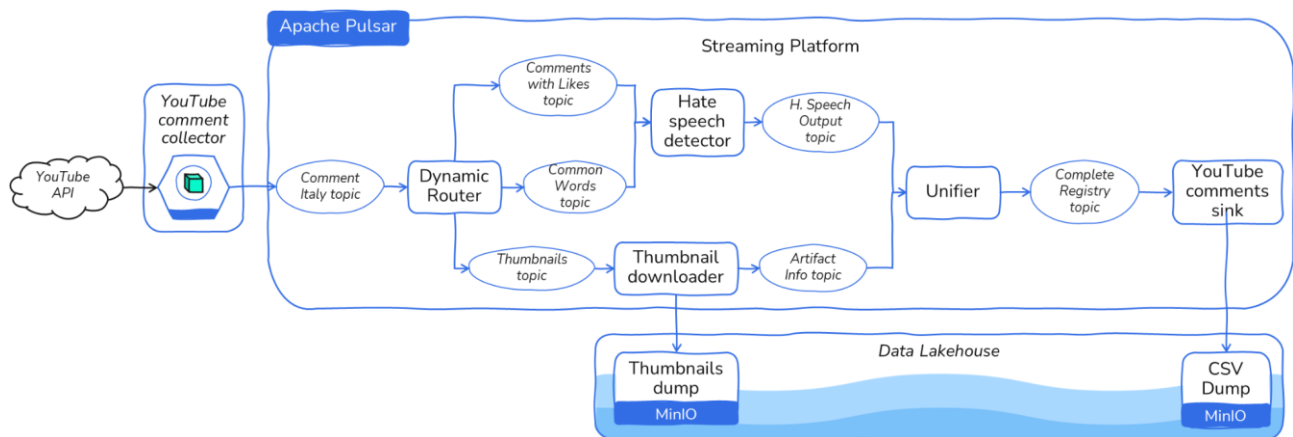 Apache Pulsar
Streaming Platform
YouTube
comment
collector
YouTube
API
Comment
Italy topic
Dynamic
Router
Comments
with Likes
topic
Common
Words
topic
Thumbnails
topic
Hate
speech
detector
Thumbnail
downloader
H. Speech
Output
topic
Artifact
Info topic
Unifier
Complete
Registry
topic
YouTube
comments
sink
Data Lakehouse
Thumbnails
dump
MinIO
CSV
Dump
MinIO